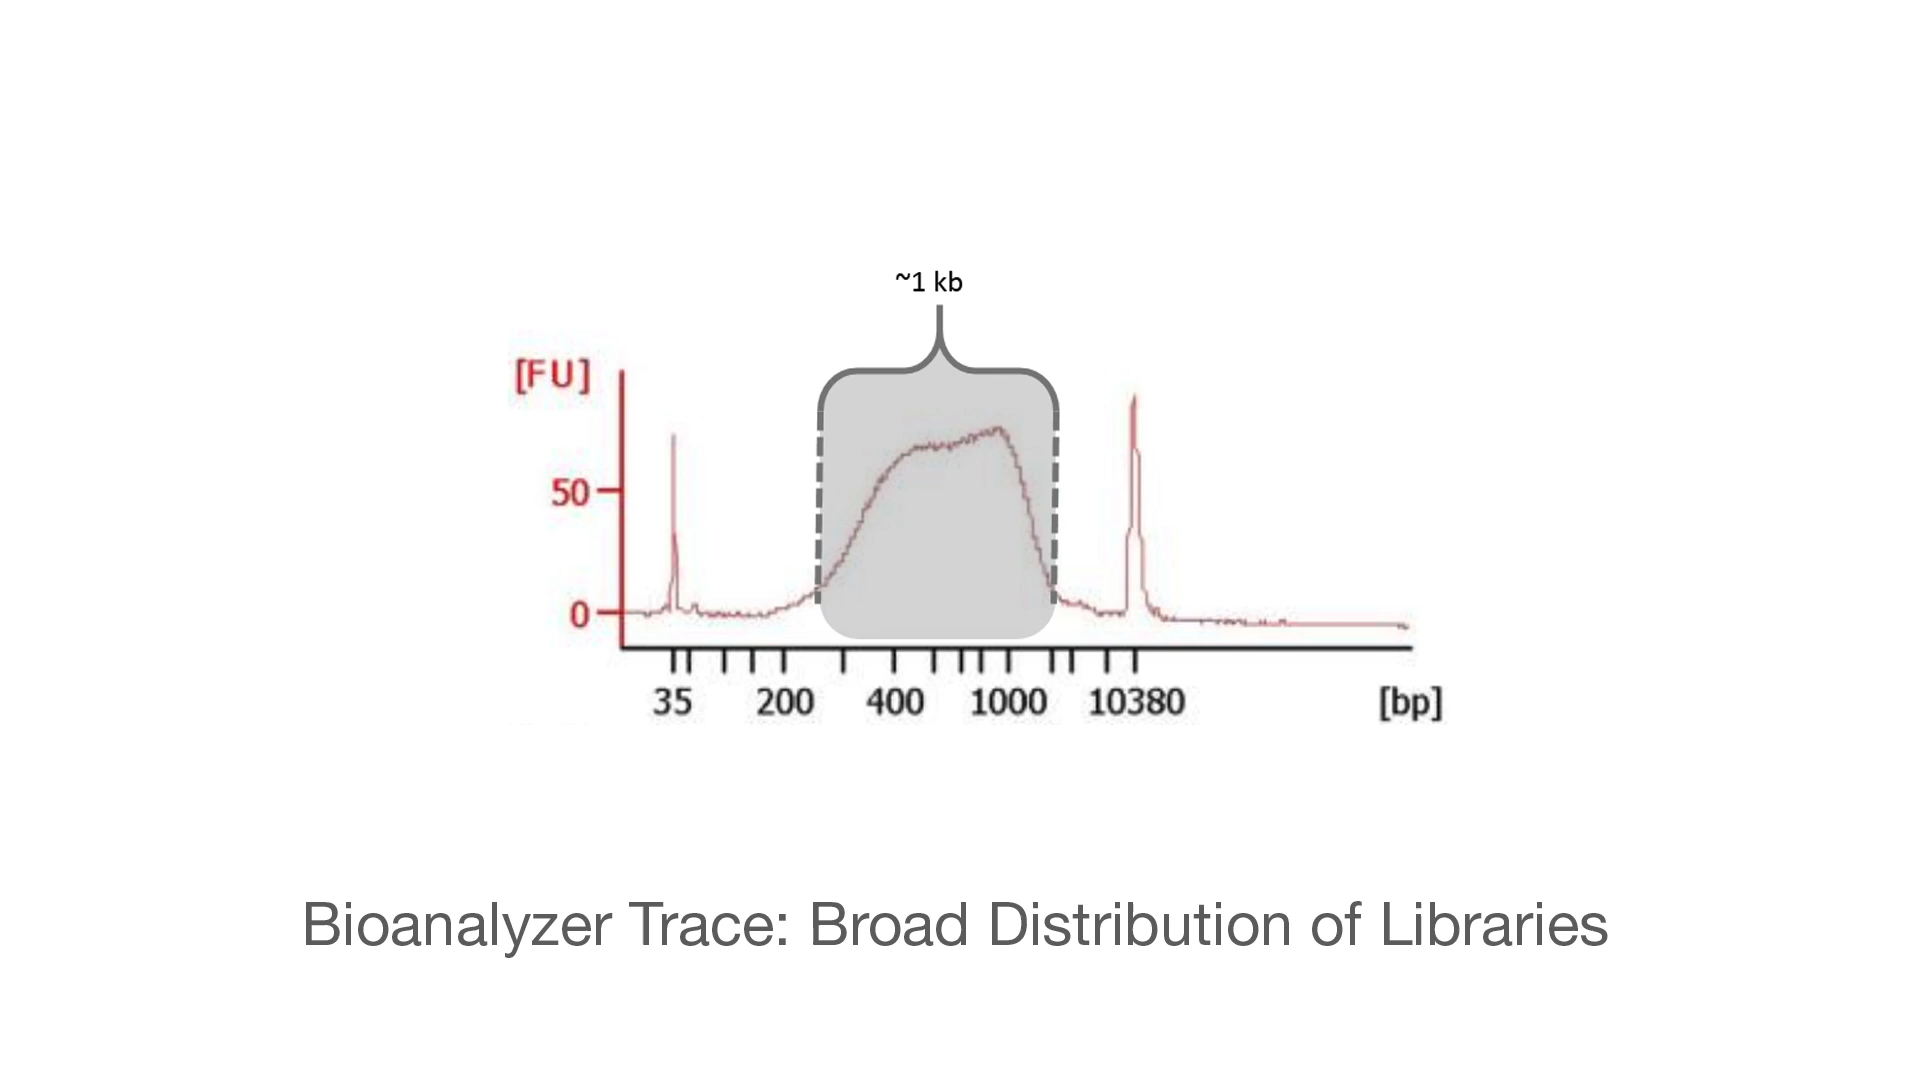 ~1 kb
[FU]
50
0
35 200 400 1000 10380 [bp]
Bioanalyzer Trace: Broad Distribution of Libraries